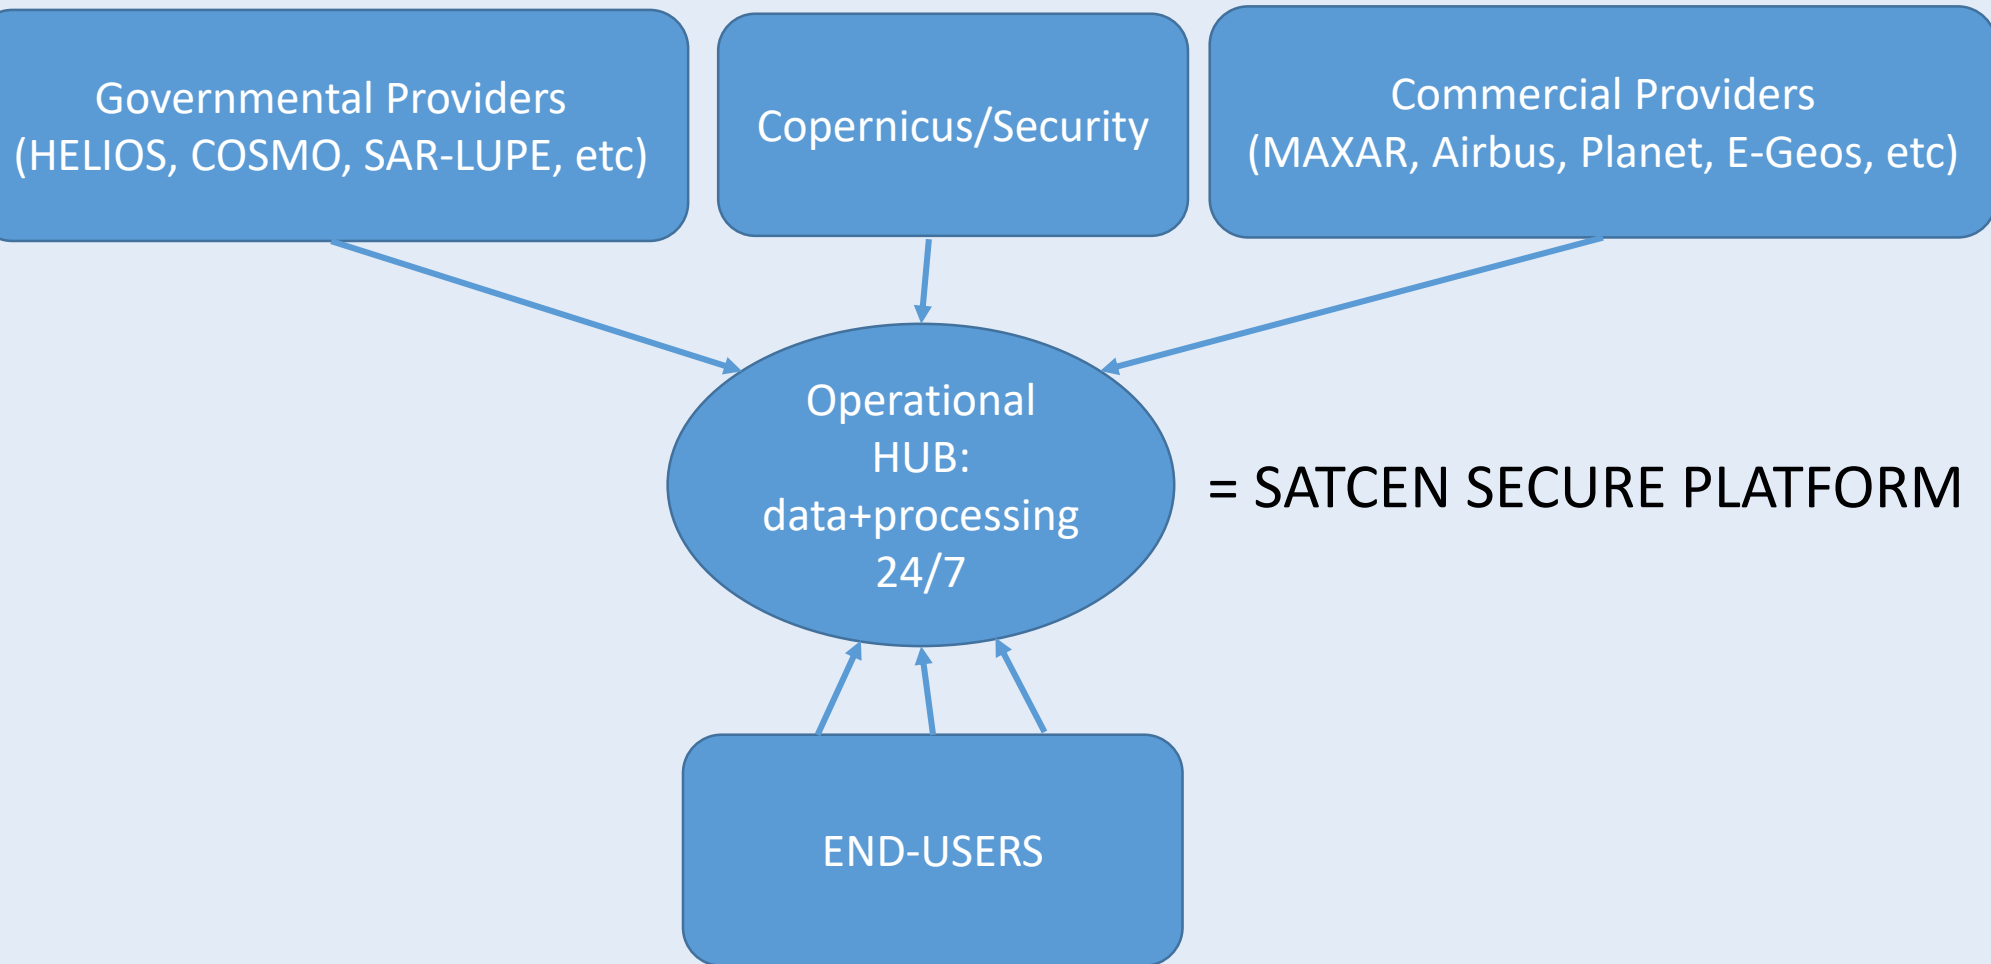 Governmental Providers
(HELIOS, COSMO, SAR-LUPE, etc)
Copernicus/Security
Commercial Providers
(MAXAR, Airbus, Planet, E-Geos, etc)
Operational
HUB:
data+processing
24/7
= SATCEN SECURE PLATFORM
END-USERS